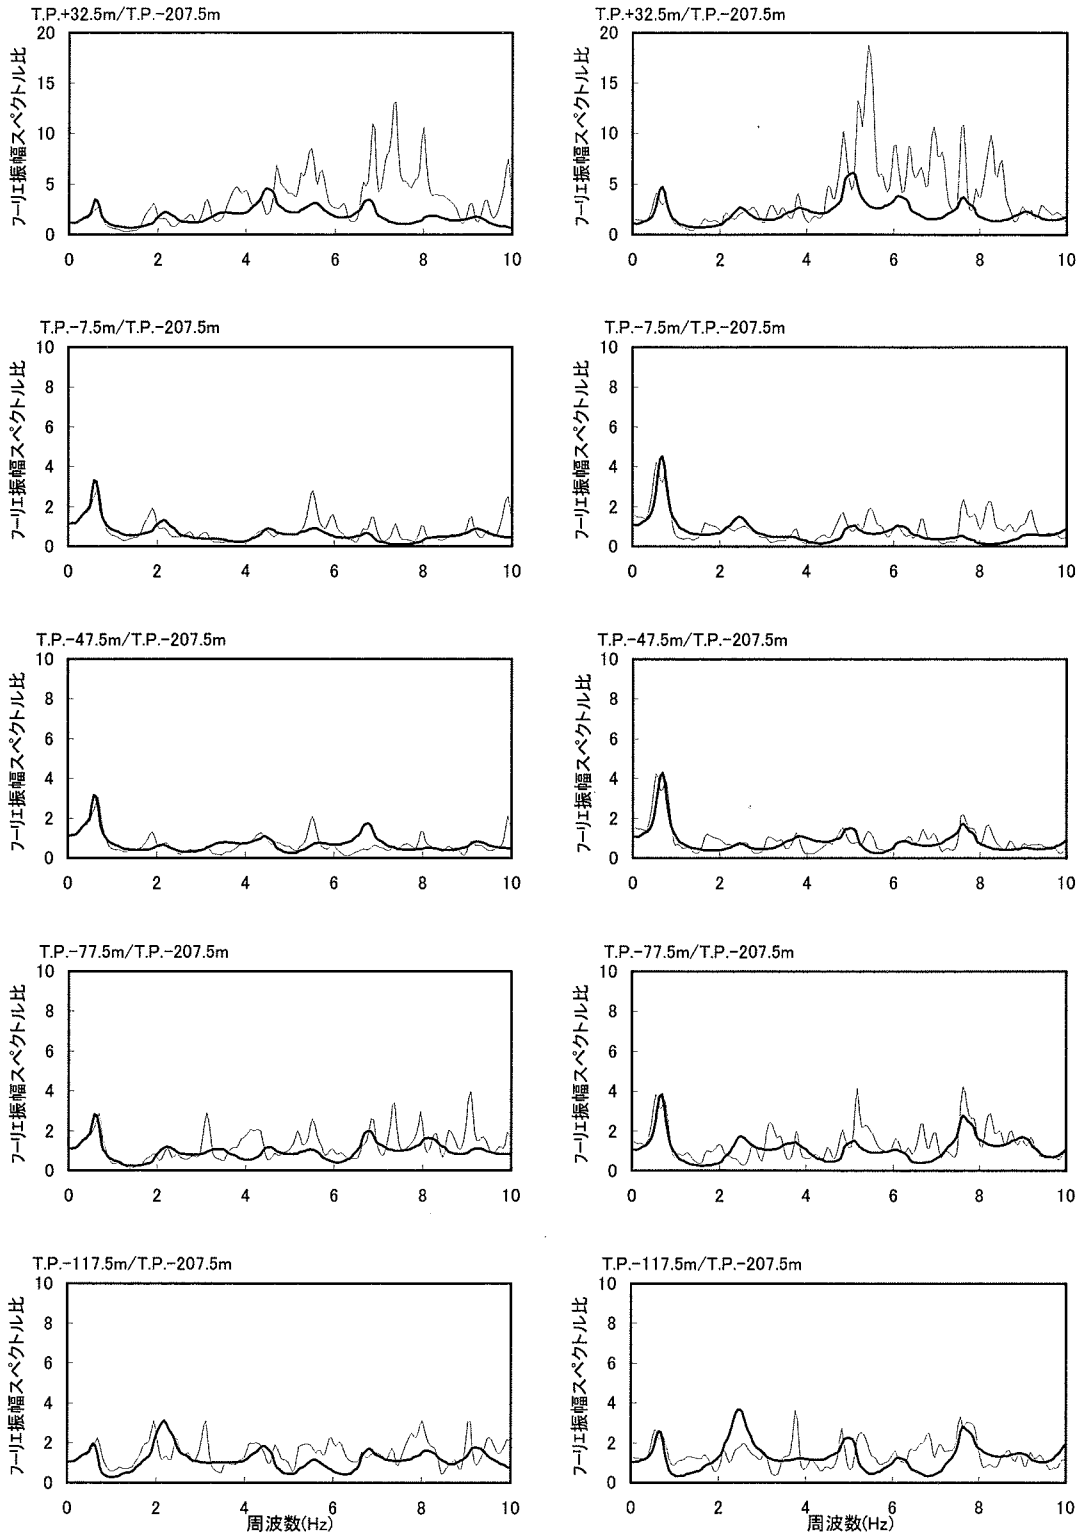 T.P.+32.5m/T.P.-207.5m
フーリエ振幅スペクトル比
20
15
10
5
0
0 2 4 6 8 10
T.P.+32.5m/T.P.-207.5m
フーリエ振幅スペクトル比
20
15
10
5
0
0 2 4 6 8 10
T.P.-7.5m/T.P.-207.5m
フーリエ振幅スペクトル比
10
8
6
4
2
0
0 2 4 6 8 10
T.P.-7.5m/T.P.-207.5m
フーリエ振幅スペクトル比
10
8
6
4
2
0
0 2 4 6 8 10
T.P.-47.5m/T.P.-207.5m
フーリエ振幅スペクトル比
10
8
6
4
2
0
0 2 4 6 8 10
T.P.-47.5m/T.P.-207.5m
フーリエ振幅スペクトル比
10
8
6
4
2
0
0 2 4 6 8 10
T.P.-77.5m/T.P.-207.5m
フーリエ振幅スペクトル比
10
8
6
4
2
0
0 2 4 6 8 10
T.P.-77.5m/T.P.-207.5m
フーリエ振幅スペクトル比
10
8
6
4
2
0
0 2 4 6 8 10
T.P.-117.5m/T.P.-207.5m
フーリエ振幅スペクトル比
10
8
6
4
2
0
0 2 4 6 8 10
周波数(Hz)
T.P.-117.5m/T.P.-207.5m
フーリエ振幅スペクトル比
10
8
6
4
2
0
0 2 4 6 8 10
周波数(Hz)